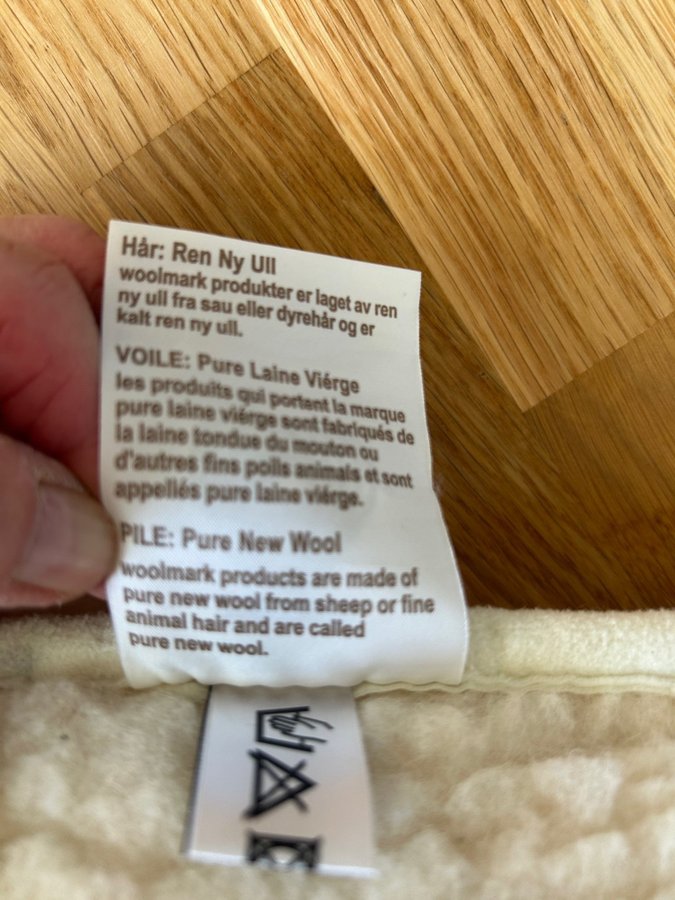 Hår: Ren Ny Ull
woolmark produkter er laget av ren
ny ull fra sau eller dyrehår og er
kalt ren ny ull.
VOILE: Pure Laine Viérge
les produits qui portent la marque
pure laine viérge sont fabriqués de
la laine tondue du mouton ou
d'autres fins poils animals et sont
appellés pure laine viérge.
PILE: Pure New Wool
woolmark products are made of
pure new wool from sheep or fine
animal hair and are called
pure new wool.